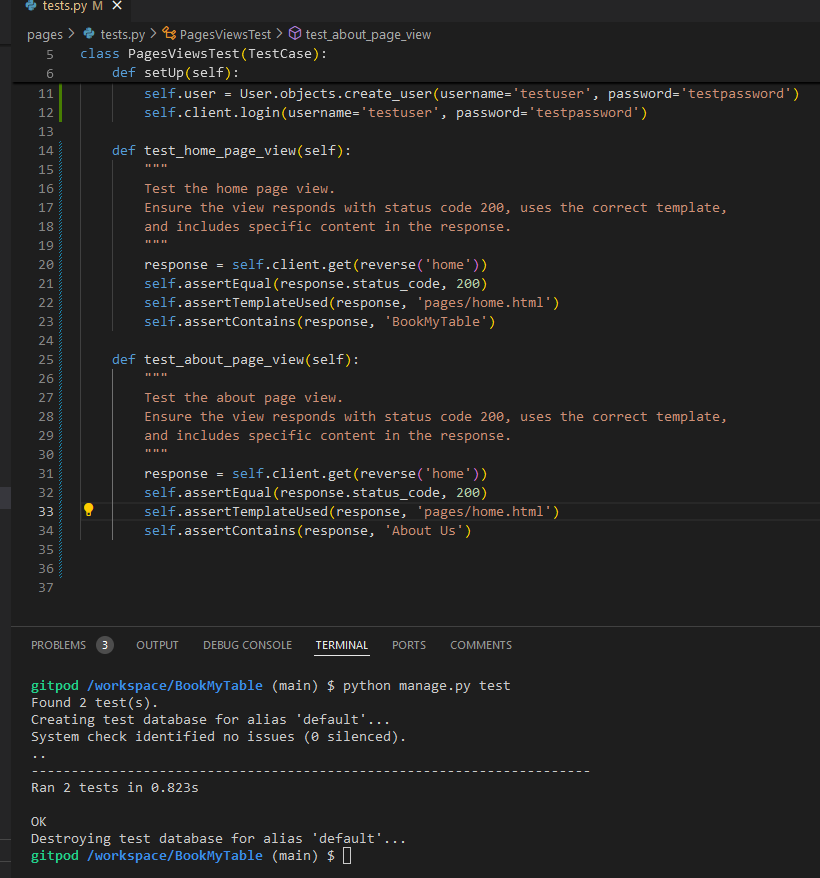 tests.py M ×
pages > tests.py > PagesViewsTest > test_about_page_view
5 class PagesViewsTest(TestCase):
6 def setUp(self):
11 self.user = User.objects.create_user(username='testuser', password='testpassword')
12 self.client.login(username='testuser', password='testpassword')
13
14 def test_home_page_view(self):
15 """
16 Test the home page view.
17 Ensure the view responds with status code 200, uses the correct template,
18 and includes specific content in the response.
19 """
20 response = self.client.get(reverse('home'))
21 self.assertEqual(response.status_code, 200)
22 self.assertTemplateUsed(response, 'pages/home.html')
23 self.assertContains(response, 'BookMyTable')
24
25 def test_about_page_view(self):
26 """
27 Test the about page view.
28 Ensure the view responds with status code 200, uses the correct template,
29 and includes specific content in the response.
30 """
31 response = self.client.get(reverse('home'))
32 self.assertEqual(response.status_code, 200)
33 self.assertTemplateUsed(response, 'pages/home.html')
34 self.assertContains(response, 'About Us')
35
36
37
PROBLEMS 3 OUTPUT DEBUG CONSOLE TERMINAL PORTS COMMENTS
gitpod /workspace/BookMyTable (main) $ python manage.py test
Found 2 test(s).
Creating test database for alias 'default'...
System check identified no issues (0 silenced).
..
----------------------------------------------------------------------
Ran 2 tests in 0.823s
OK
Destroying test database for alias 'default'...
gitpod /workspace/BookMyTable (main) $